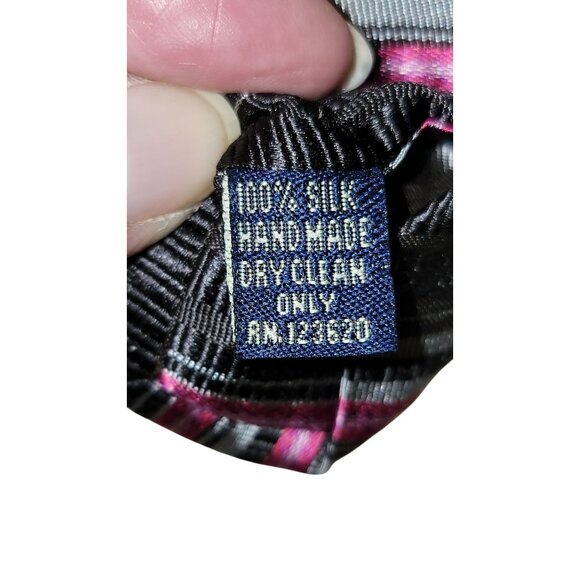 100% SILK
HAND MADE
DRY CLEAN
ONLY
RN.123620